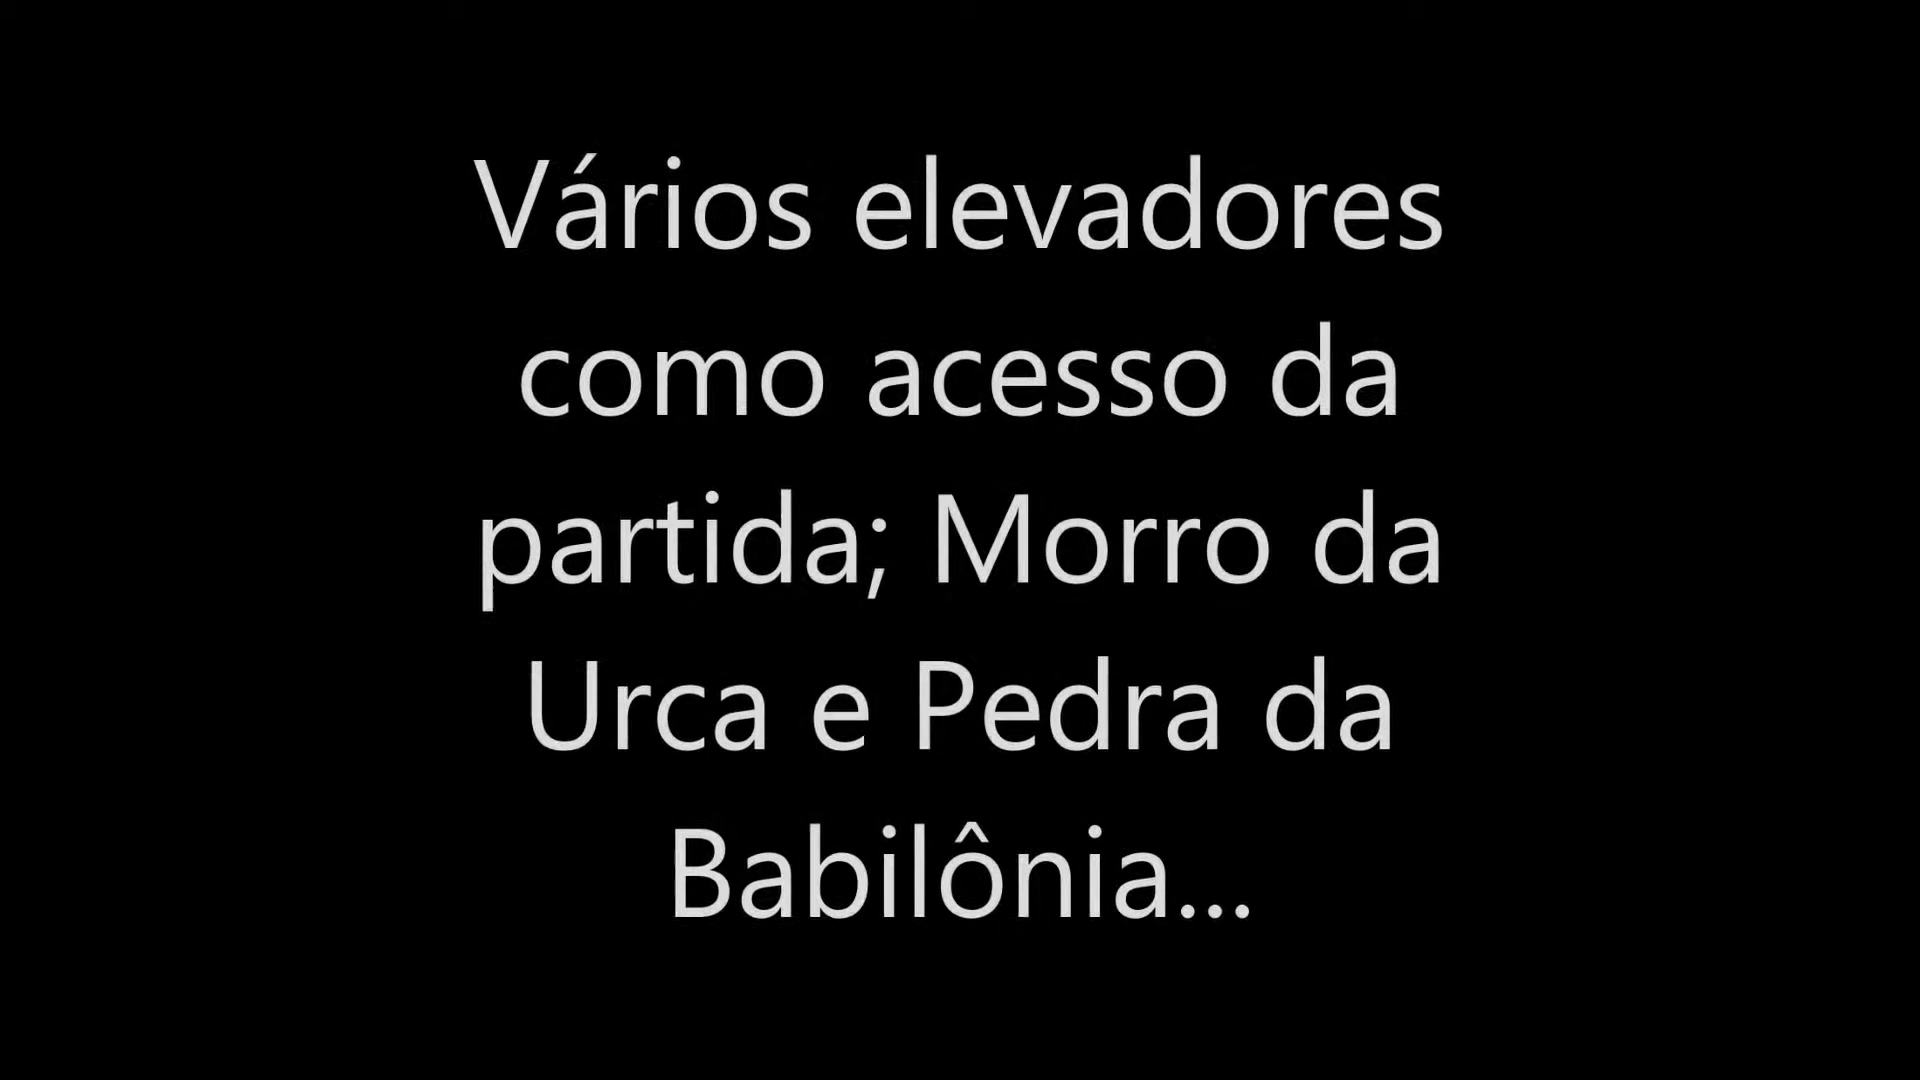 Vários elevadores
como acesso da
partida; Morro da
Urca e Pedra da
Babilônia...